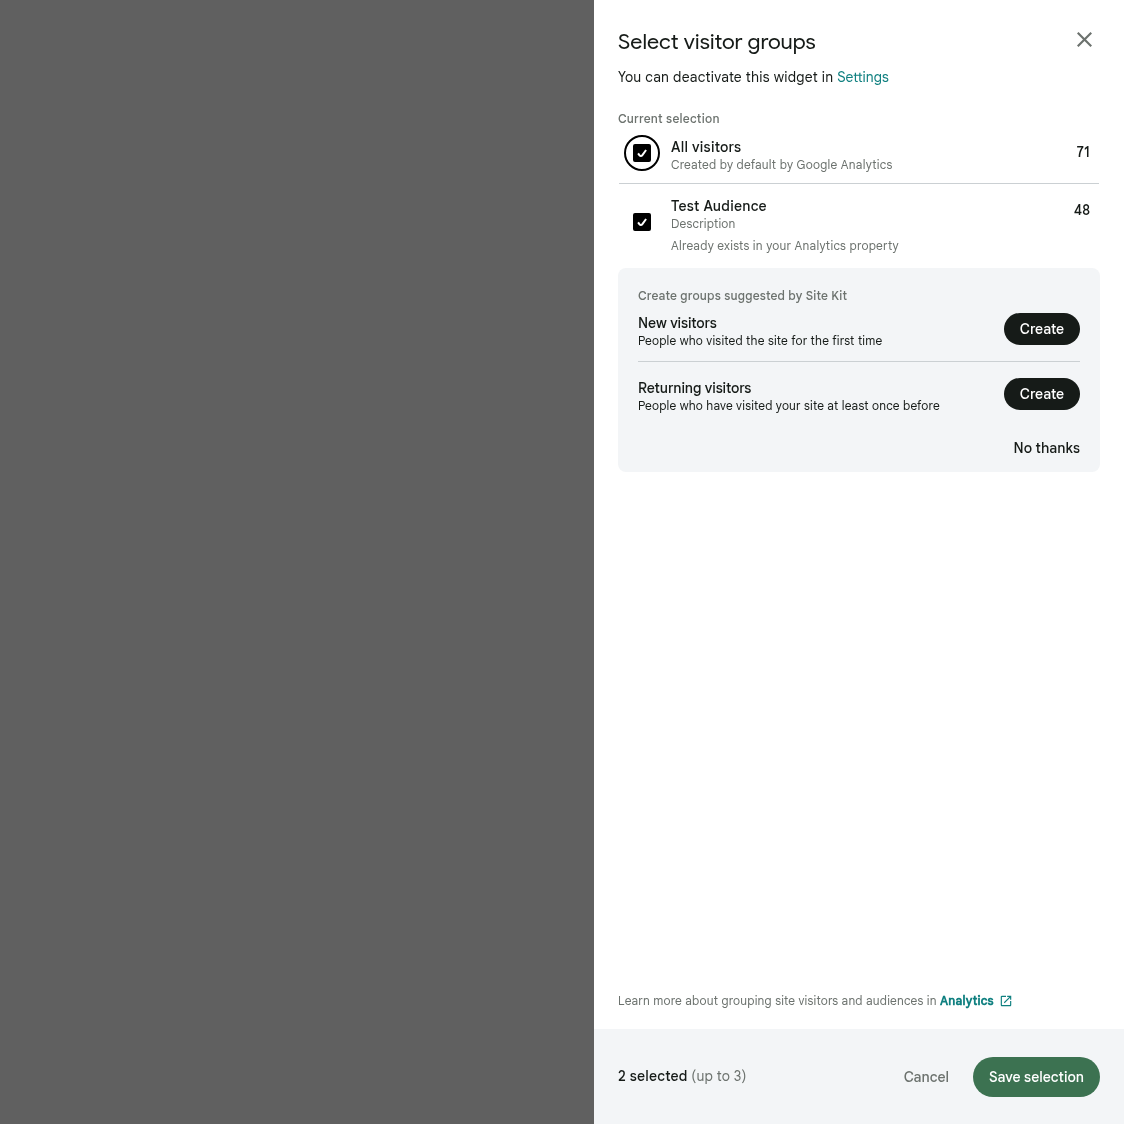 Select visitor groups
You can deactivate this widget in Settings
Current selection
All visitors
71
Created by default by Google Analytics
Test Audience
48
Description
Already exists in your Analytics property
Create groups suggested by Site Kit
New visitors
Create
People who visited the site for the first time
Returning visitors
Create
People who have visited your site at least once before
No thanks
Learn more about grouping site visitors and audiences in Analytics
2 selected (up to 3)
Cancel
Save selection